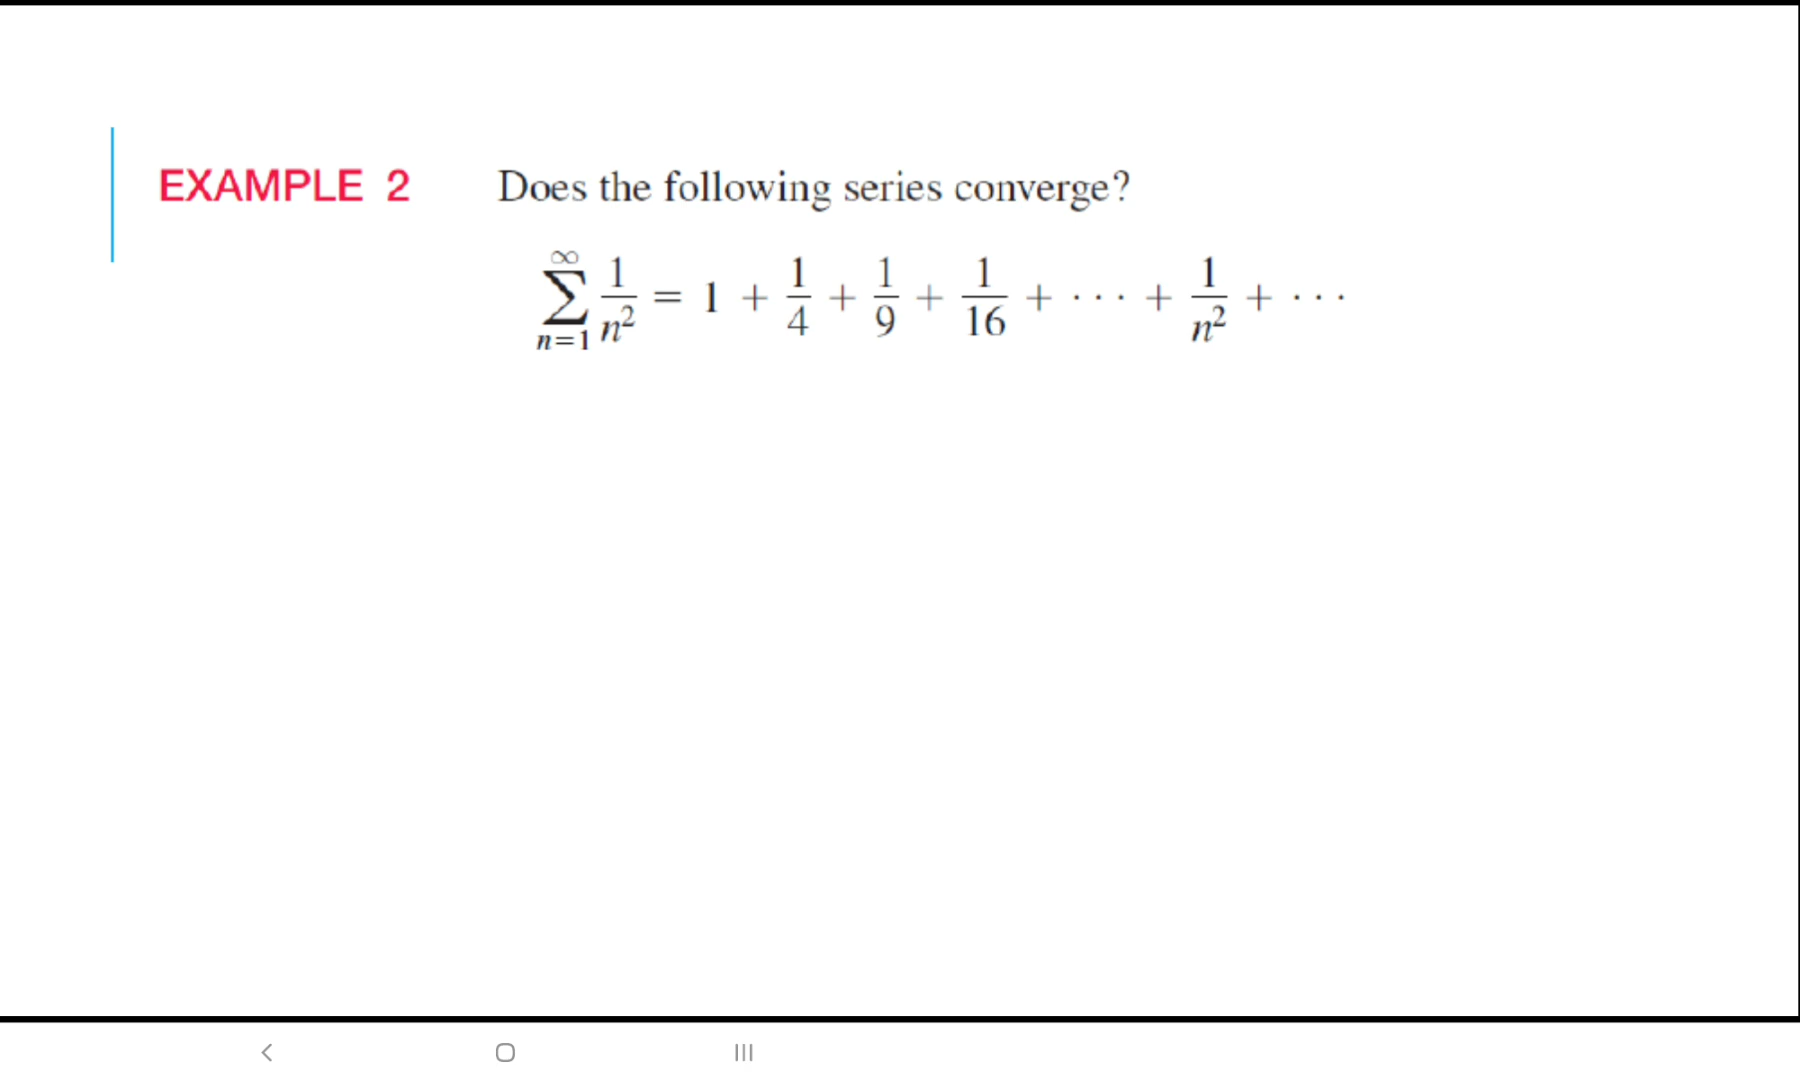 EXAMPLE 2 Does the following series converge?
∑_{n=1}^{∞} 1/n² = 1 + 1/4 + 1/9 + 1/16 + ··· + 1/n² + ···